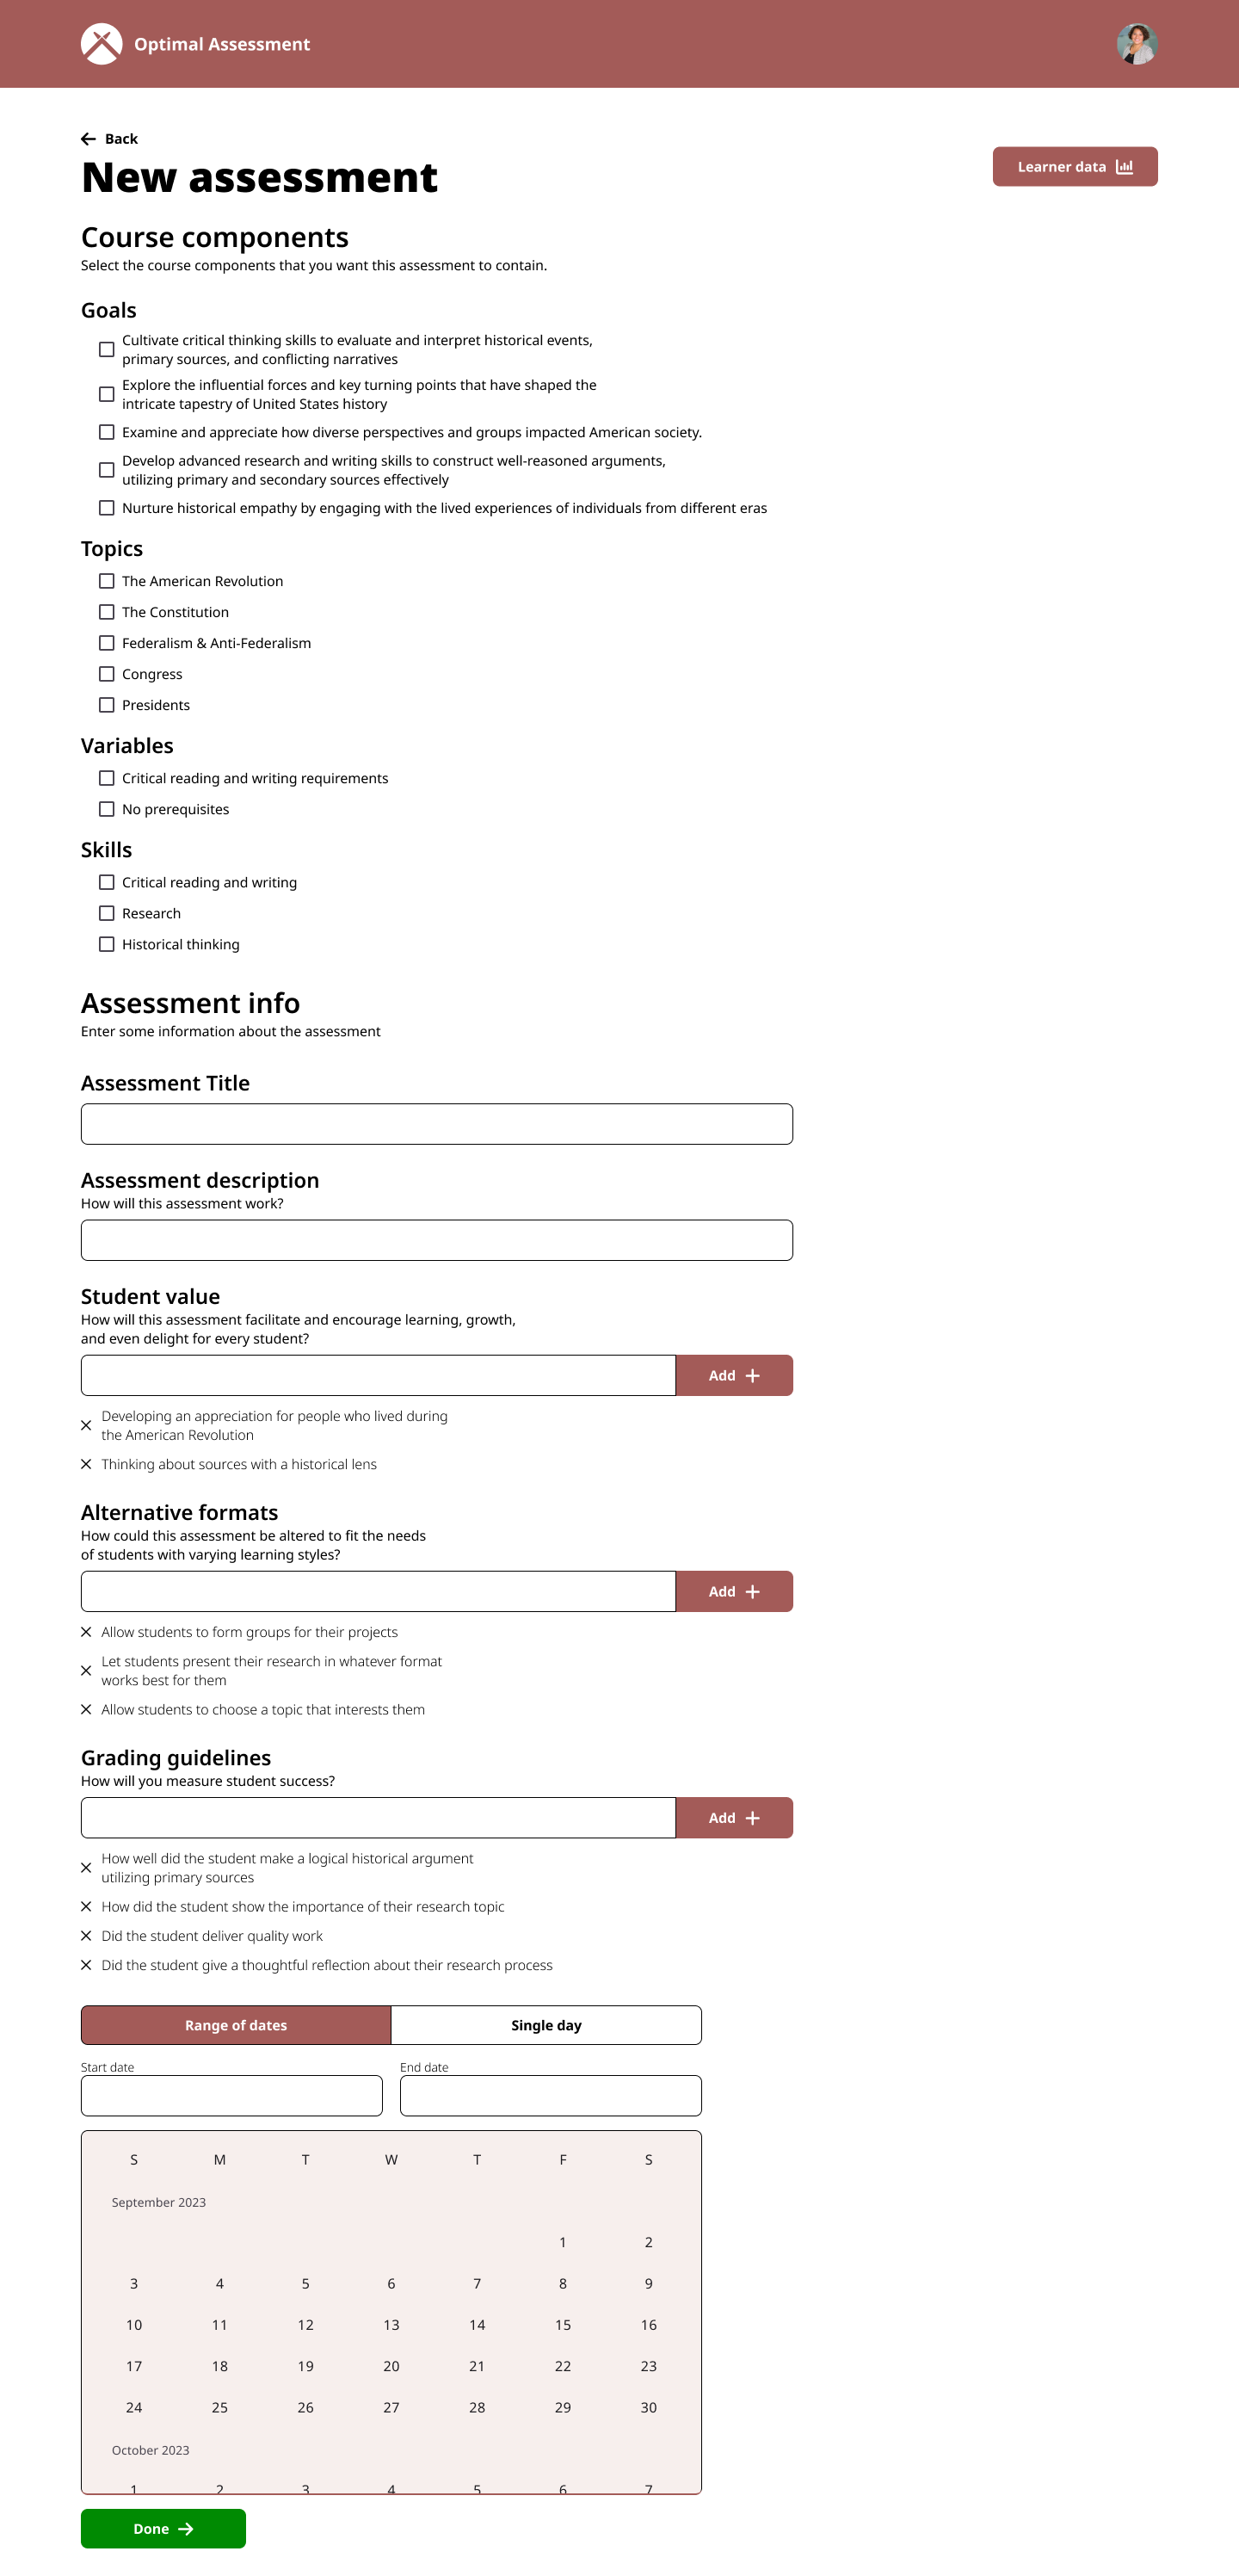 Optimal Assessment
Back
New assessment
Learner data
Course components
Select the course components that you want this assessment to contain.
Goals
Cultivate critical thinking skills to evaluate and interpret historical events,
primary sources, and conflicting narratives
Explore the influential forces and key turning points that have shaped the
intricate tapestry of United States history
Examine and appreciate how diverse perspectives and groups impacted American society.
Develop advanced research and writing skills to construct well-reasoned arguments,
utilizing primary and secondary sources effectively
Nurture historical empathy by engaging with the lived experiences of individuals from different eras
Topics
The American Revolution
The Constitution
Federalism & Anti-Federalism
Congress
Presidents
Variables
Critical reading and writing requirements
No prerequisites
Skills
Critical reading and writing
Research
Historical thinking
Assessment info
Enter some information about the assessment
Assessment Title
Assessment description
How will this assessment work?
Student value
How will this assessment facilitate and encourage learning, growth,
and even delight for every student?
Add
Developing an appreciation for people who lived during
the American Revolution
Thinking about sources with a historical lens
Alternative formats
How could this assessment be altered to fit the needs
of students with varying learning styles?
Add
Allow students to form groups for their projects
Let students present their research in whatever format
works best for them
Allow students to choose a topic that interests them
Grading guidelines
How will you measure student success?
Add
How well did the student make a logical historical argument
utilizing primary sources
How did the student show the importance of their research topic
Did the student deliver quality work
Did the student give a thoughtful reflection about their research process
Range of dates Single day
Start date End date
S M T W T F S
September 2023
1 2
3 4 5 6 7 8 9
10 11 12 13 14 15 16
17 18 19 20 21 22 23
24 25 26 27 28 29 30
October 2023
1 2 3 4 5 6 7
Done